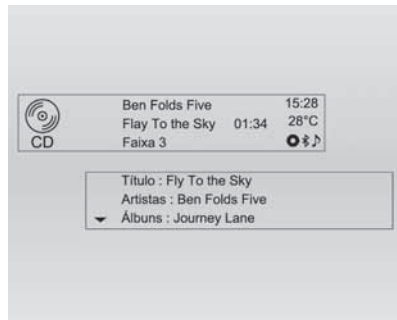 Ben Folds Five 15:28
Flay To the Sky 01:34 28°C
CD Faixa 3
Título : Fly To the Sky
Artistas : Ben Folds Five
Álbuns : Journey Lane